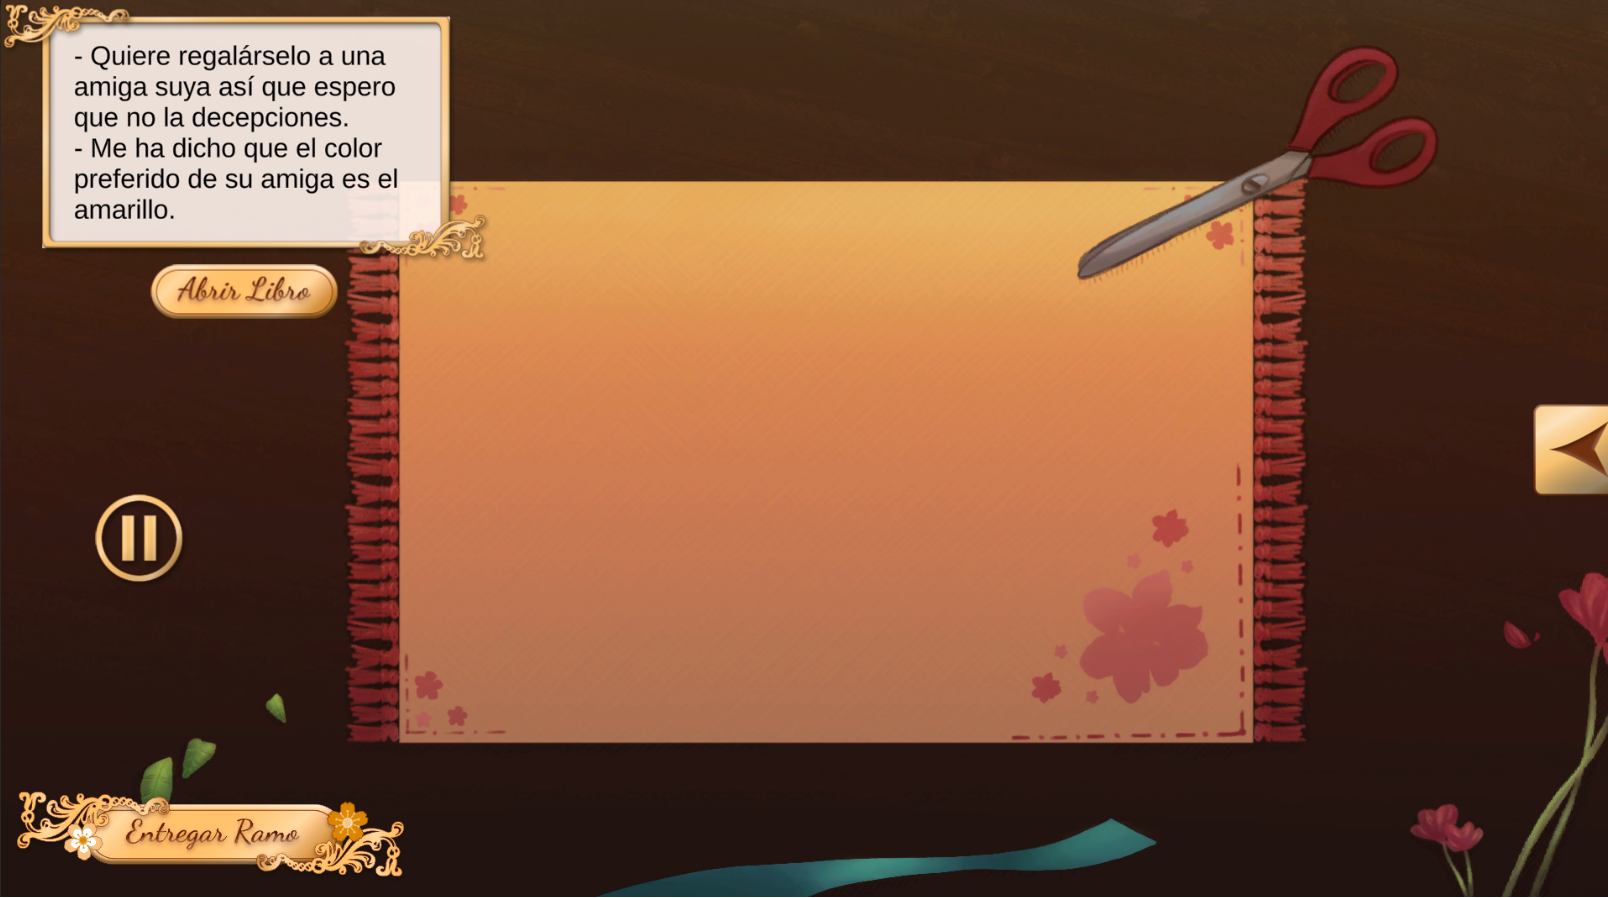 - Quiere regalárselo a una
amiga suya así que espero
que no la decepciones.
- Me ha dicho que el color
preferido de su amiga es el
amarillo.
Abrir Libro
Entregar Ramo